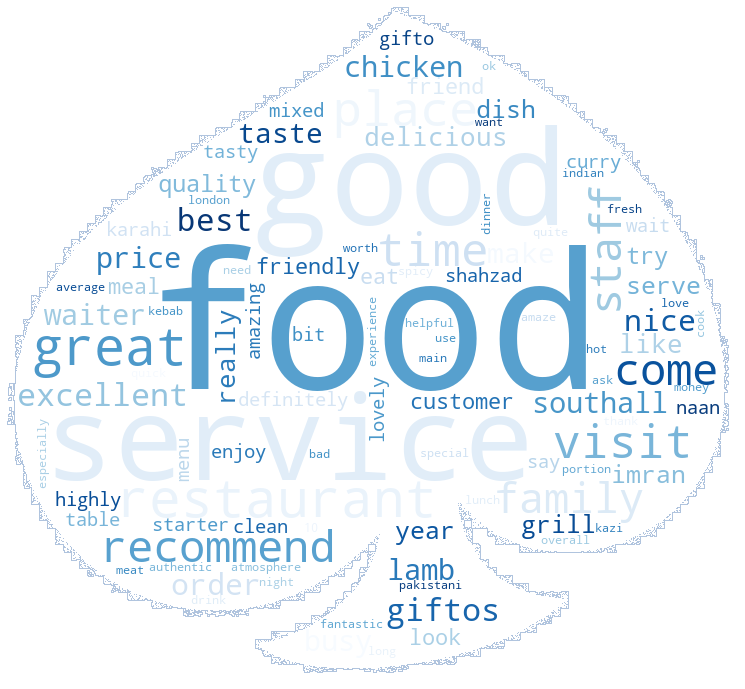 gifto
chicken
ok
friend
place
dish
mixed
want
taste
delicious
tasty
good
curry
indian
quality
staff
london
dinner
fresh
best
karahi
wait
quite
worth
time
make
price
friendly
shahzad
try
need
eat
spicy
average
meal
serve
amazing
love
kebab
waiter
experience
helpful
amaze
nice
cook
food
bit
use
great
really
main
hot
like
come
ask
money
excellent
definitely
lovely
customer
southall
naan
service
visit
enjoy
bad
special
say
menu
especially
portion
imran
thank
highly
restaurant
lunch
family
table
starter
clean
year
grill
kazi
overall
recommend
meat
authentic
atmosphere
lamb
night
order
pakistani
drink
giftos
fantastic
busy
look
long